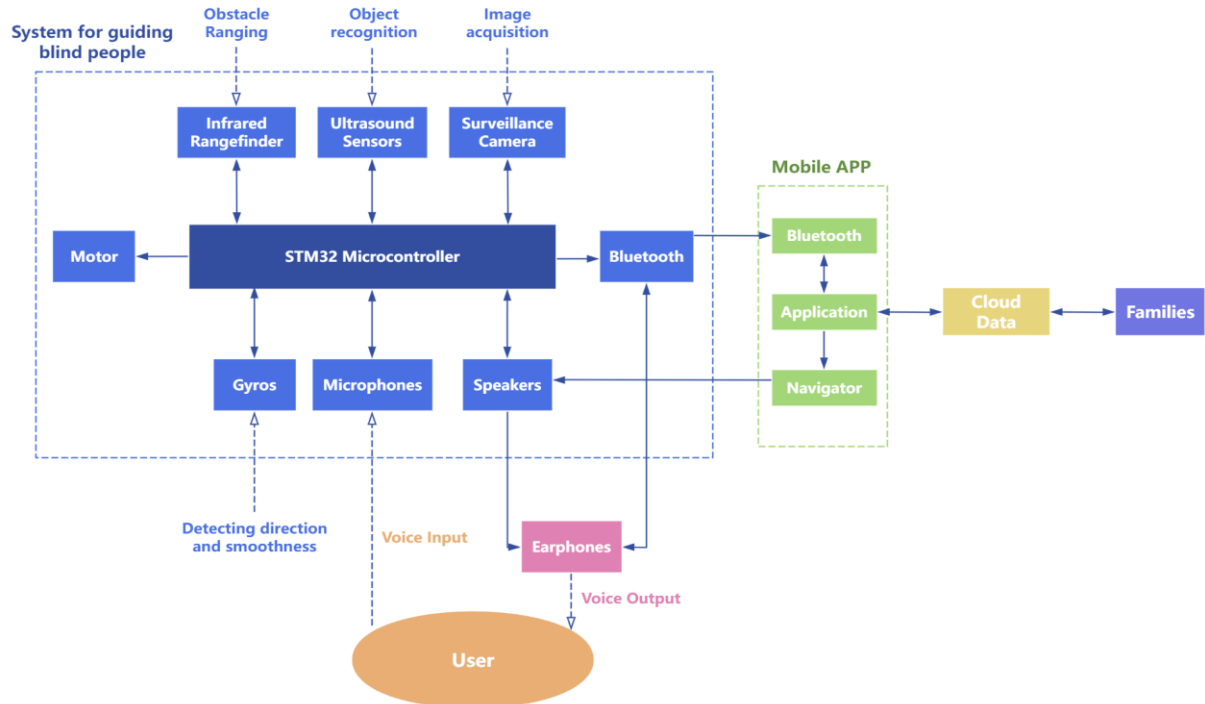 Obstacle
Ranging
Object
recognition
Image
acquisition
System for guiding
blind people
Infrared
Rangefinder
Ultrasound
Sensors
Surveillance
Camera
Mobile APP
Motor
STM32 Microcontroller
Bluetooth
Bluetooth
Application
Cloud
Data
Families
Gyros
Microphones
Speakers
Navigator
Detecting direction
and smoothness
Voice Input
Earphones
Voice Output
User